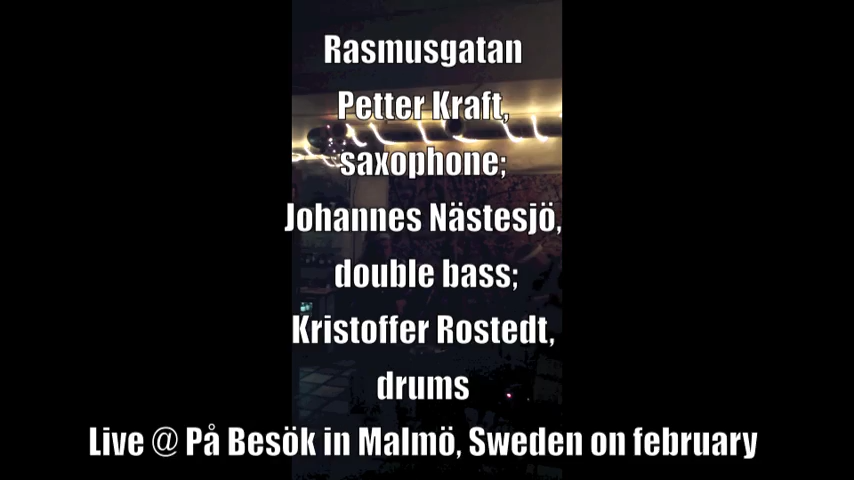 Rasmusgatan
Petter Kraft,
saxophone;
Johannes Nästesjö,
double bass;
Kristoffer Rostedt,
drums
Live @ På Besök in Malmö, Sweden on february